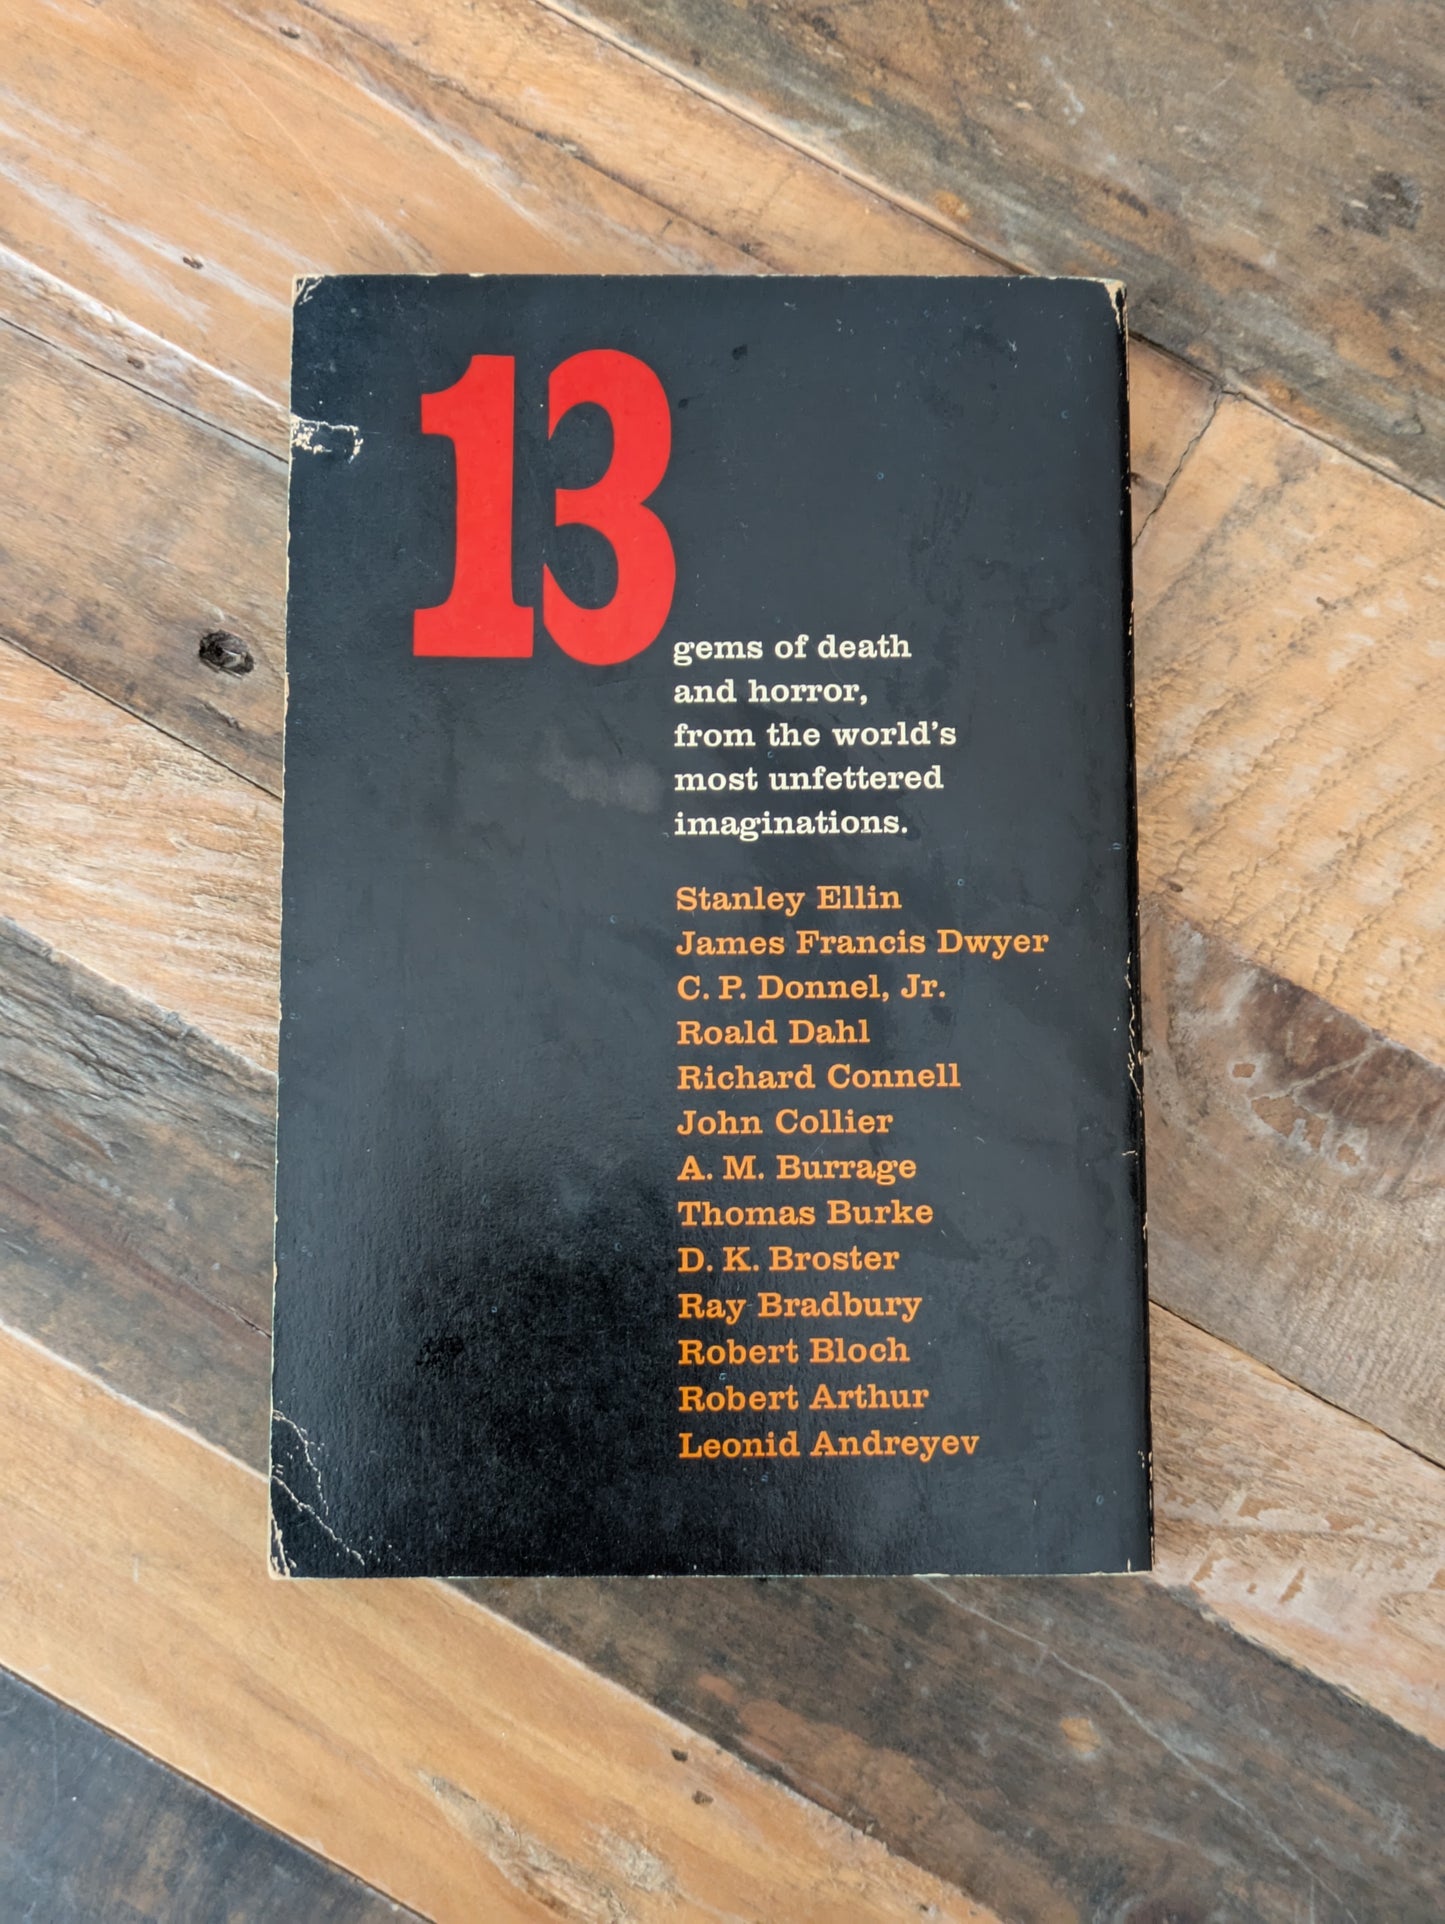 13
gems of death
and horror,
from the world's
most unfettered
imaginations.
Stanley Ellin
James Francis Dwyer
C. P. Donnel, Jr.
Roald Dahl
Richard Connell
John Collier
A. M. Burrage
Thomas Burke
D. K. Broster
Ray Bradbury
Robert Bloch
Robert Arthur
Leonid Andreyev